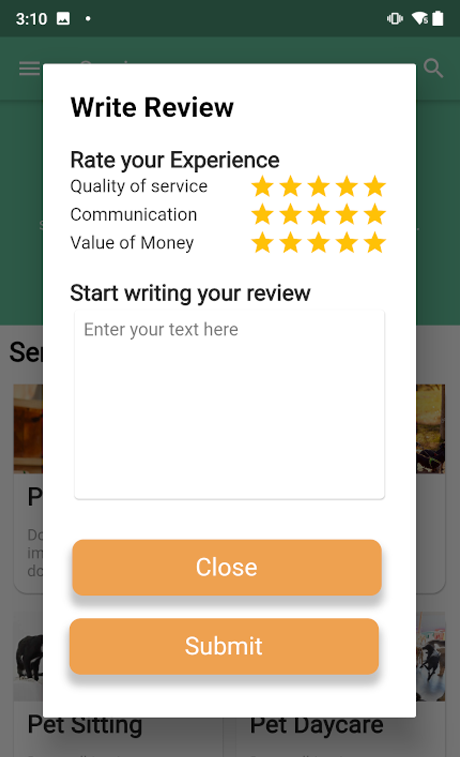 3:10
Write Review
Rate your Experience
Quality of service
Communication
Value of Money
Start writing your review
Enter your text here
Close
Submit
Pet Sitting
Pet Daycare